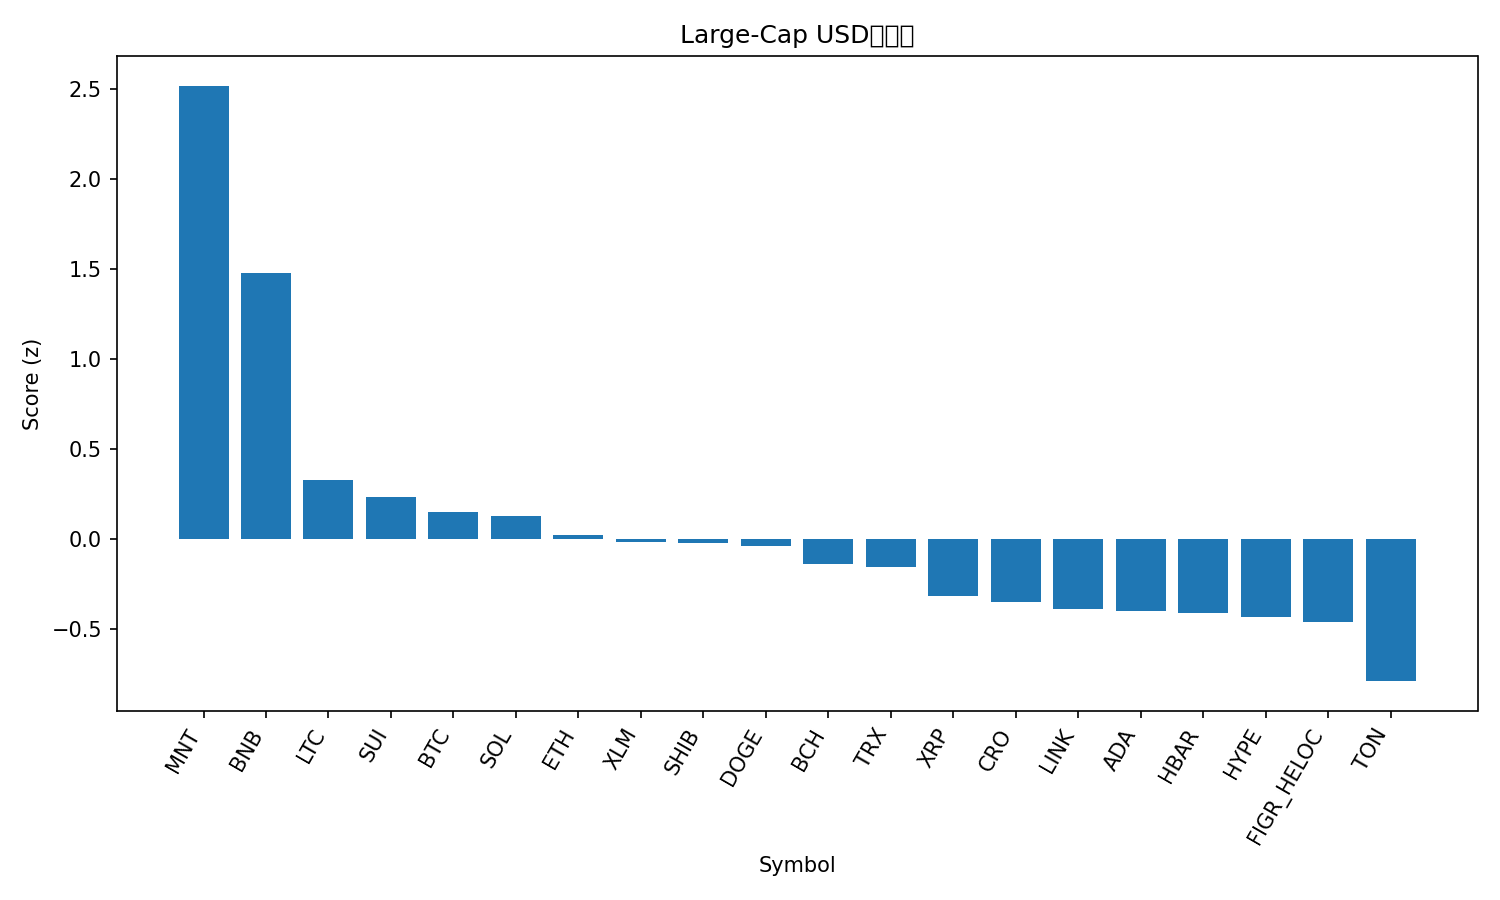 Large-Cap USD
Score (z)
2.5
2.0
1.5
1.0
0.5
0.0
−0.5
MNT
BNB
LTC
SUI
BTC
SOL
ETH
XLM
SHIB
DOGE
BCH
TRX
XRP
CRO
LINK
ADA
HBAR
HYPE
FIGR_HELOC
TON
Symbol